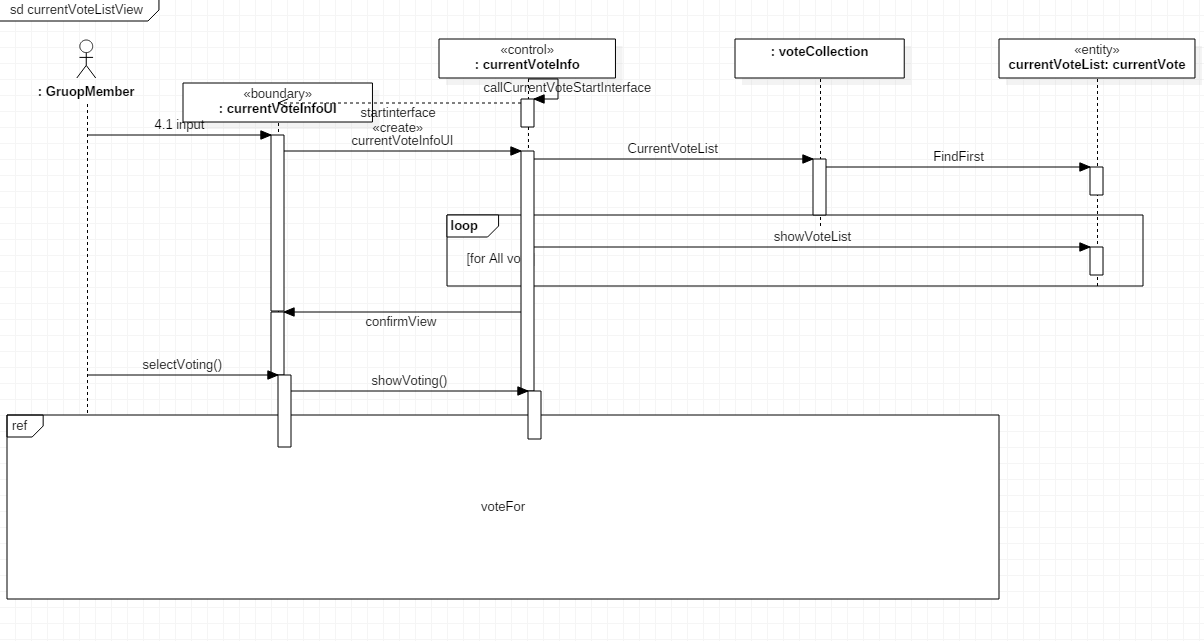 sd currentVoteListView
: GruopMember
«boundary»
: currentVoteInfoUI
«control»
: currentVoteInfo
: voteCollection
«entity»
currentVoteList: currentVote
callCurrentVoteStartInterface
startinterface
«create»
4.1 input
currentVoteInfoUI
CurrentVoteList
FindFirst
loop
showVoteList
[for All vo
confirmView
selectVoting()
showVoting()
ref
voteFor